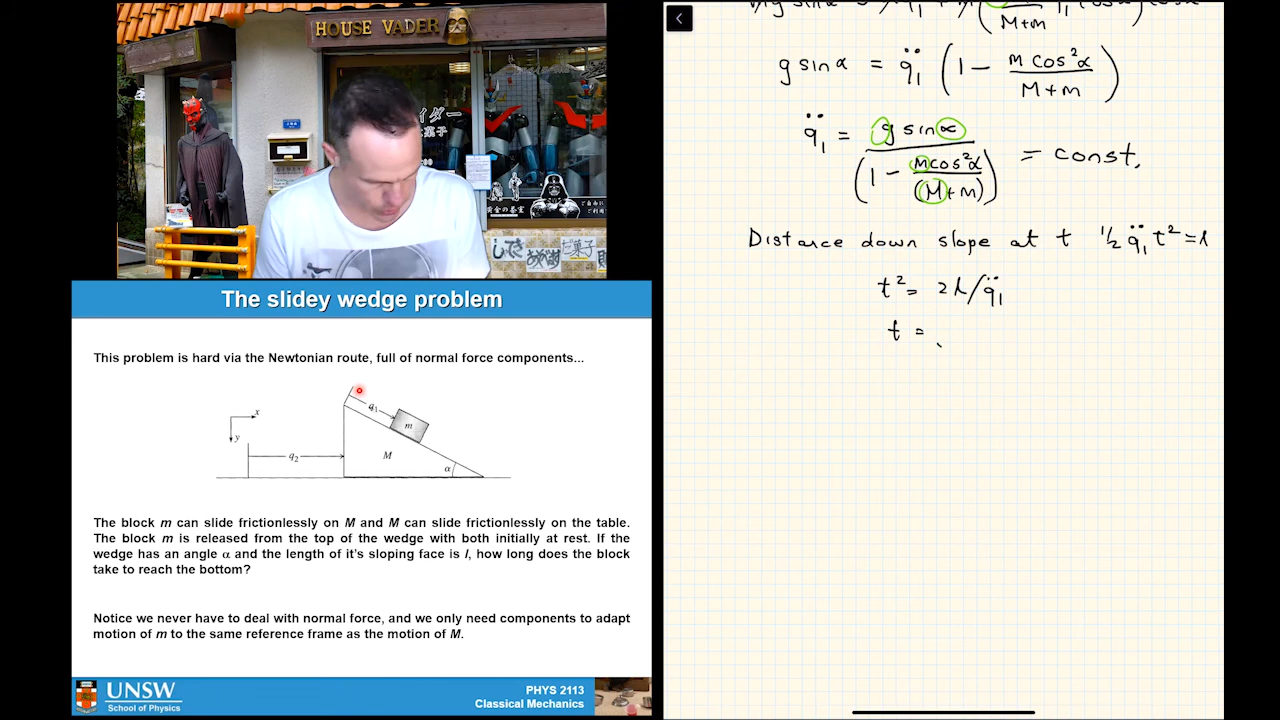 HOUSE VADER
The slidey wedge problem
This problem is hard via the Newtonian route, full of normal force components...
x
y
q₁
m
q₂
M
α
The block m can slide frictionlessly on M and M can slide frictionlessly on the table.
The block m is released from the top of the wedge with both initially at rest. If the
wedge has an angle α and the length of it's sloping face is l, how long does the block
take to reach the bottom?
Notice we never have to deal with normal force, and we only need components to adapt
motion of m to the same reference frame as the motion of M.
UNSW
School of Physics
PHYS 2113
Classical Mechanics
M+m
g sinα = q̈₁ (1 - m cos²α / M+m)
q̈₁ = g sinα / (1 - mcos²α / (M+m)) = const.
Distance down slope at t ½ q̈₁ t² = l
t² = 2l/q̈₁
t =